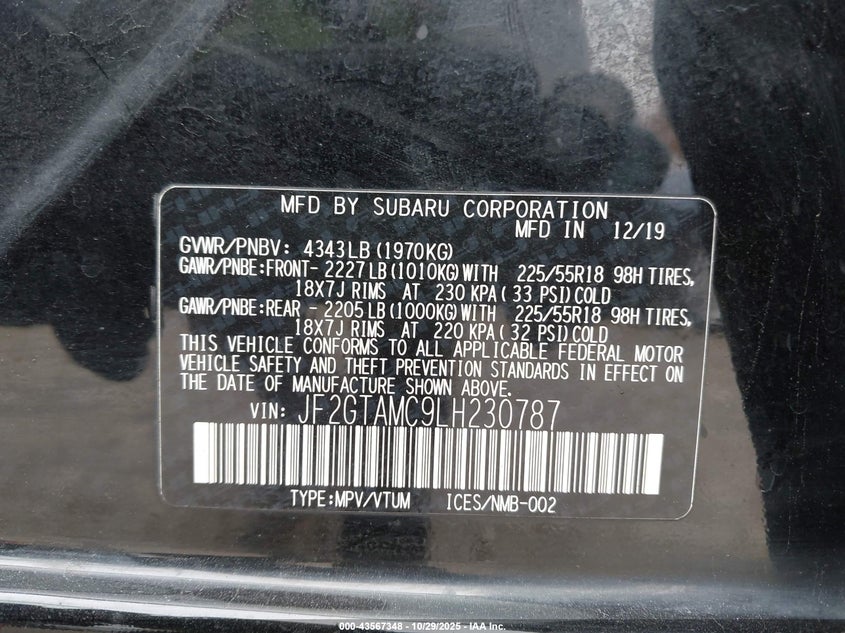 MFD BY SUBARU CORPORATION
MFD IN 12/19
GVWR/PNBV: 4343LB (1970KG)
GAWR/PNBE:FRONT- 2227LB (1010KG) WITH 225/55R18 98H TIRES,
18X7J RIMS AT 230 KPA ( 33 PSI) COLD
GAWR/PNBE:REAR - 2205LB (1000KG) WITH 225/55R18 98H TIRES,
18X7J RIMS AT 220 KPA ( 32 PSI) COLD
THIS VEHICLE CONFORMS TO ALL APPLICABLE FEDERAL MOTOR
VEHICLE SAFETY AND THEFT PREVENTION STANDARDS IN EFFECT ON
THE DATE OF MANUFACTURE SHOWN ABOVE.
VIN: JF2GTAMC9LH230787
TYPE:MPV/VTUM ICES/NMB-002
000-43567348 - 10/29/2025 - IAA Inc.